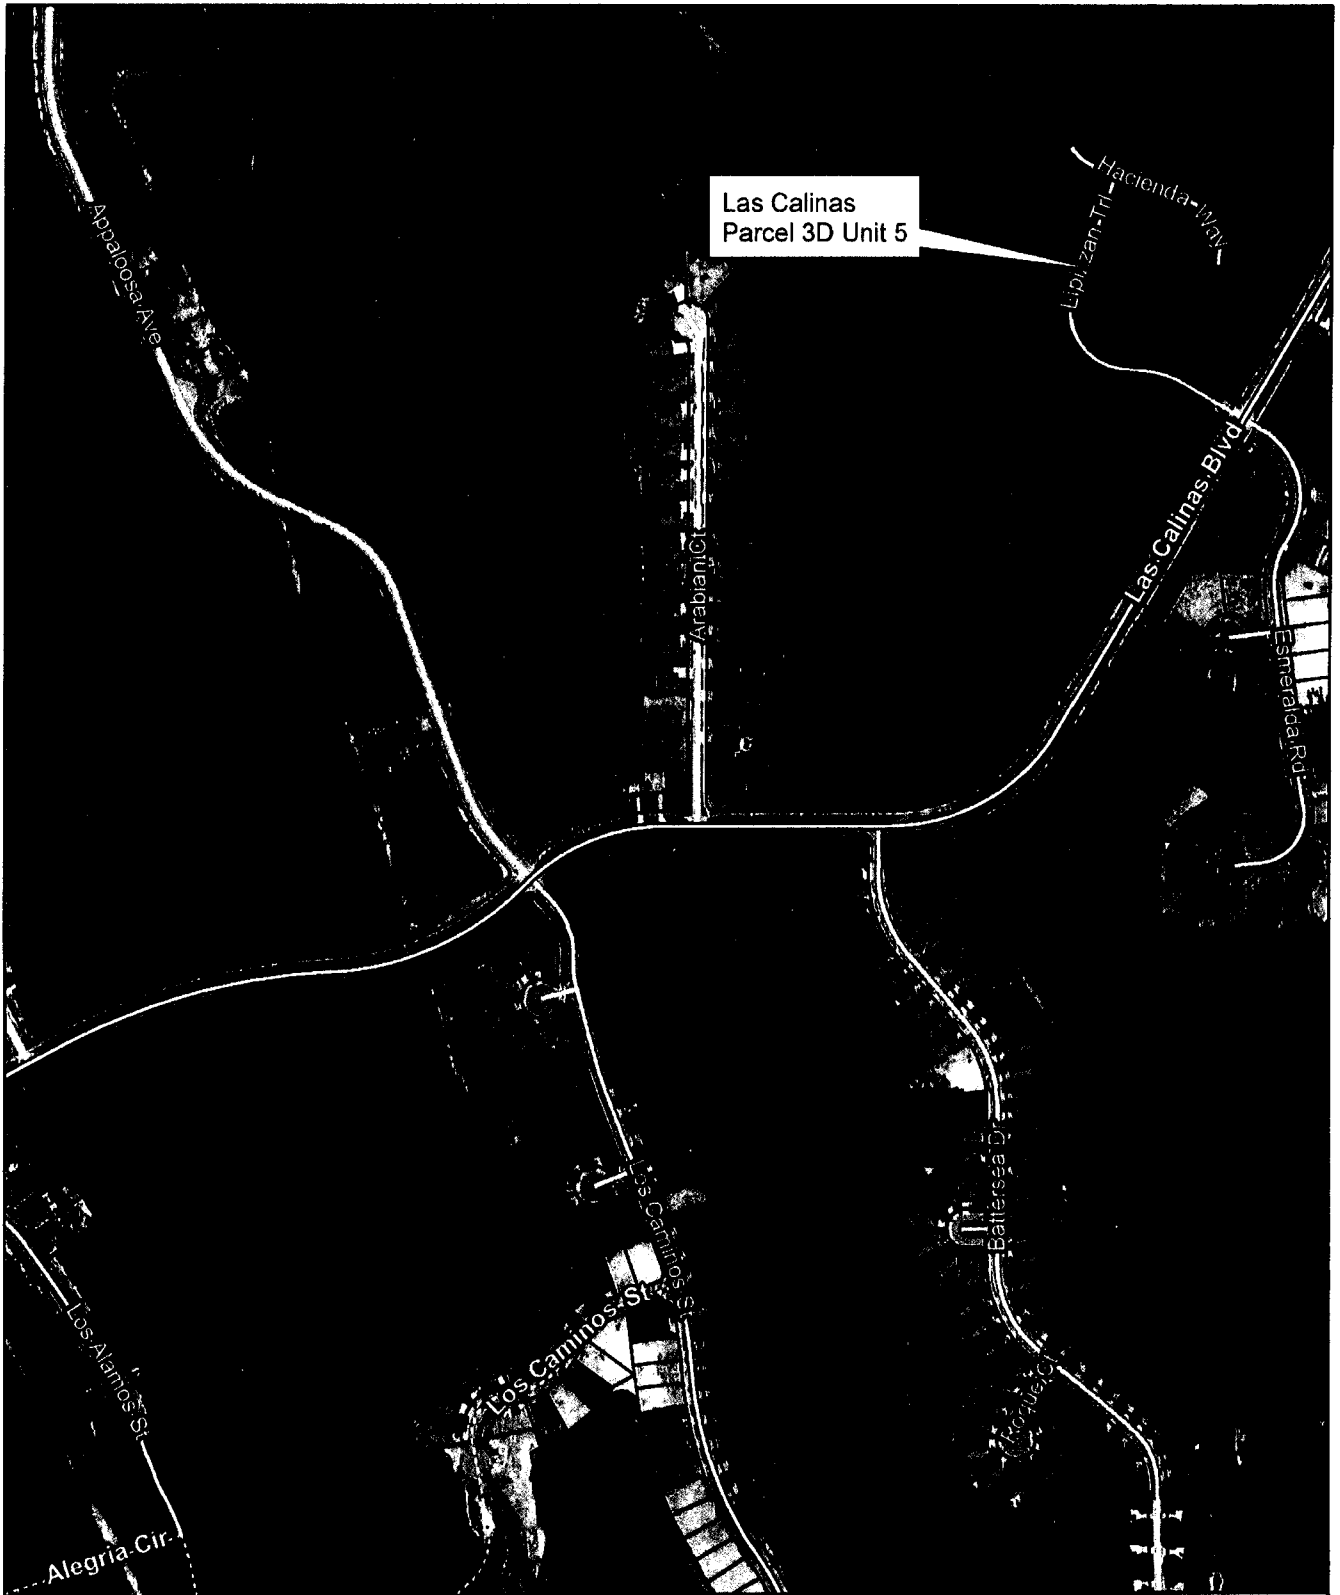 Hacienda-Way
Las Calinas
Parcel 3D Unit 5
Appaloosa Ave
Las Calinas Blvd
Arabian Ct
Esmeralda Rd
Battersea Dr
Los Caminos St
Los Caminos St
Los Alamos St
Alegria Cir